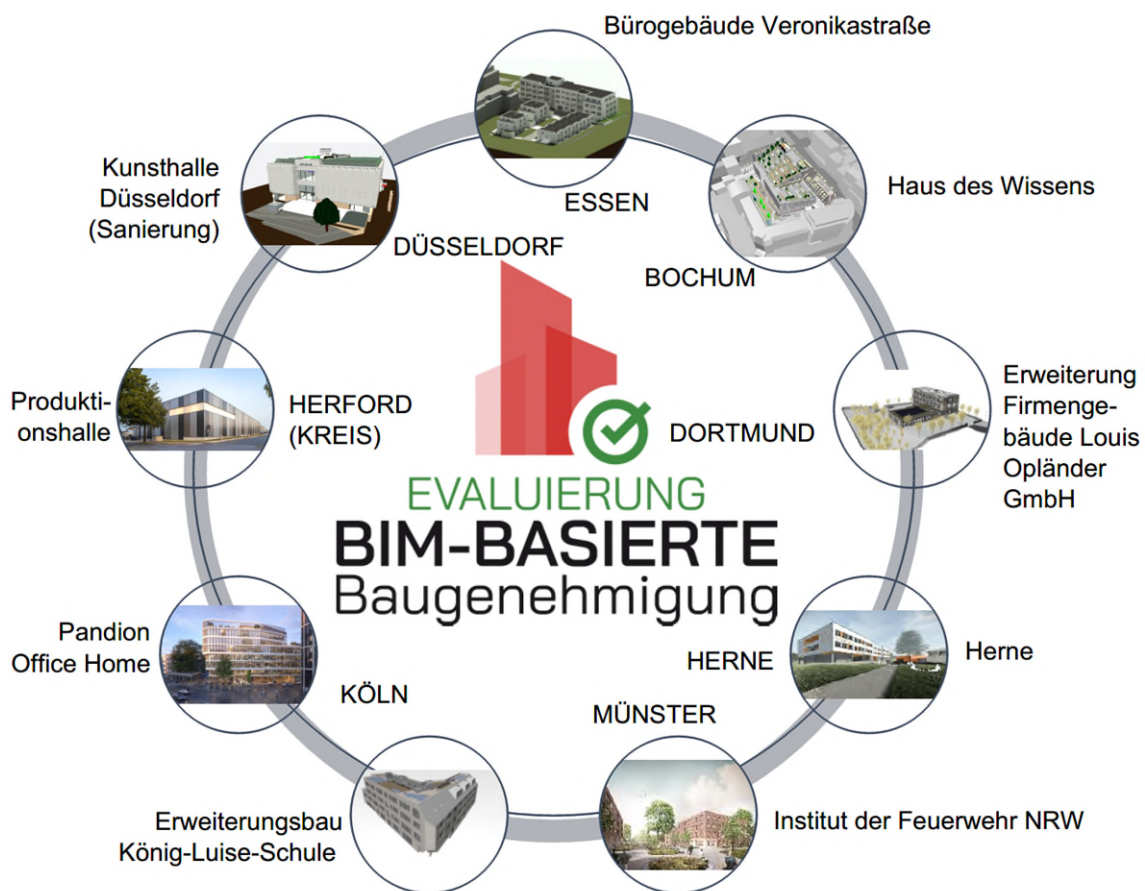 Bürogebäude Veronikastraße
ESSEN
Haus des Wissens
BOCHUM
Erweiterung
Firmenge-
bäude Louis
Opländer
GmbH
DORTMUND
Herne
HERNE
Institut der Feuerwehr NRW
MÜNSTER
Erweiterungsbau
König-Luise-Schule
KÖLN
Pandion
Office Home
Produkti-
onshalle
HERFORD
(KREIS)
Kunsthalle
Düsseldorf
(Sanierung)
DÜSSELDORF
EVALUIERUNG
BIM-BASIERTE
Baugenehmigung